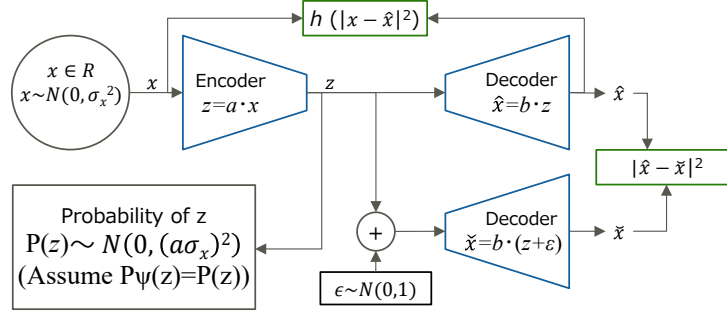 h (|x − x̂|²)
x ∈ R
x~N(0, σₓ²)
x
Encoder
z=a·x
z
Decoder
x̂=b·z
x̂
|x̂ − x̌|²
Probability of z
P(z)~ N(0, (aσₓ)²)
(Assume Pψ(z)=P(z))
+
ϵ~N(0,1)
Decoder
x̌=b·(z+ε)
x̌